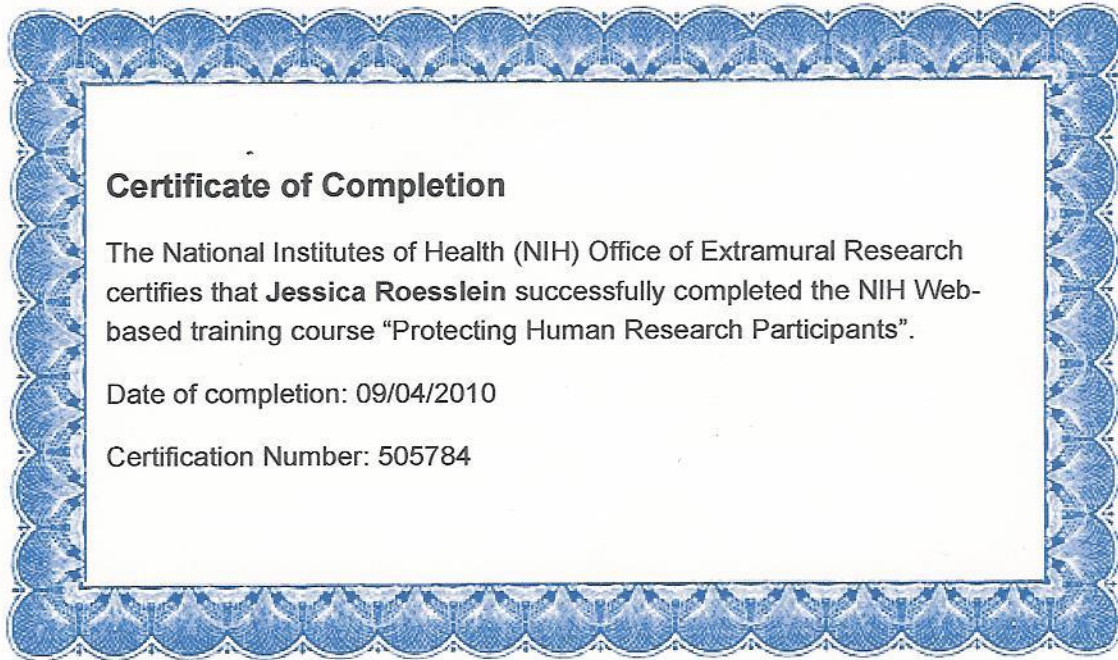 Certificate of Completion
The National Institutes of Health (NIH) Office of Extramural Research
certifies that Jessica Roesslein successfully completed the NIH Web-
based training course “Protecting Human Research Participants”.
Date of completion: 09/04/2010
Certification Number: 505784